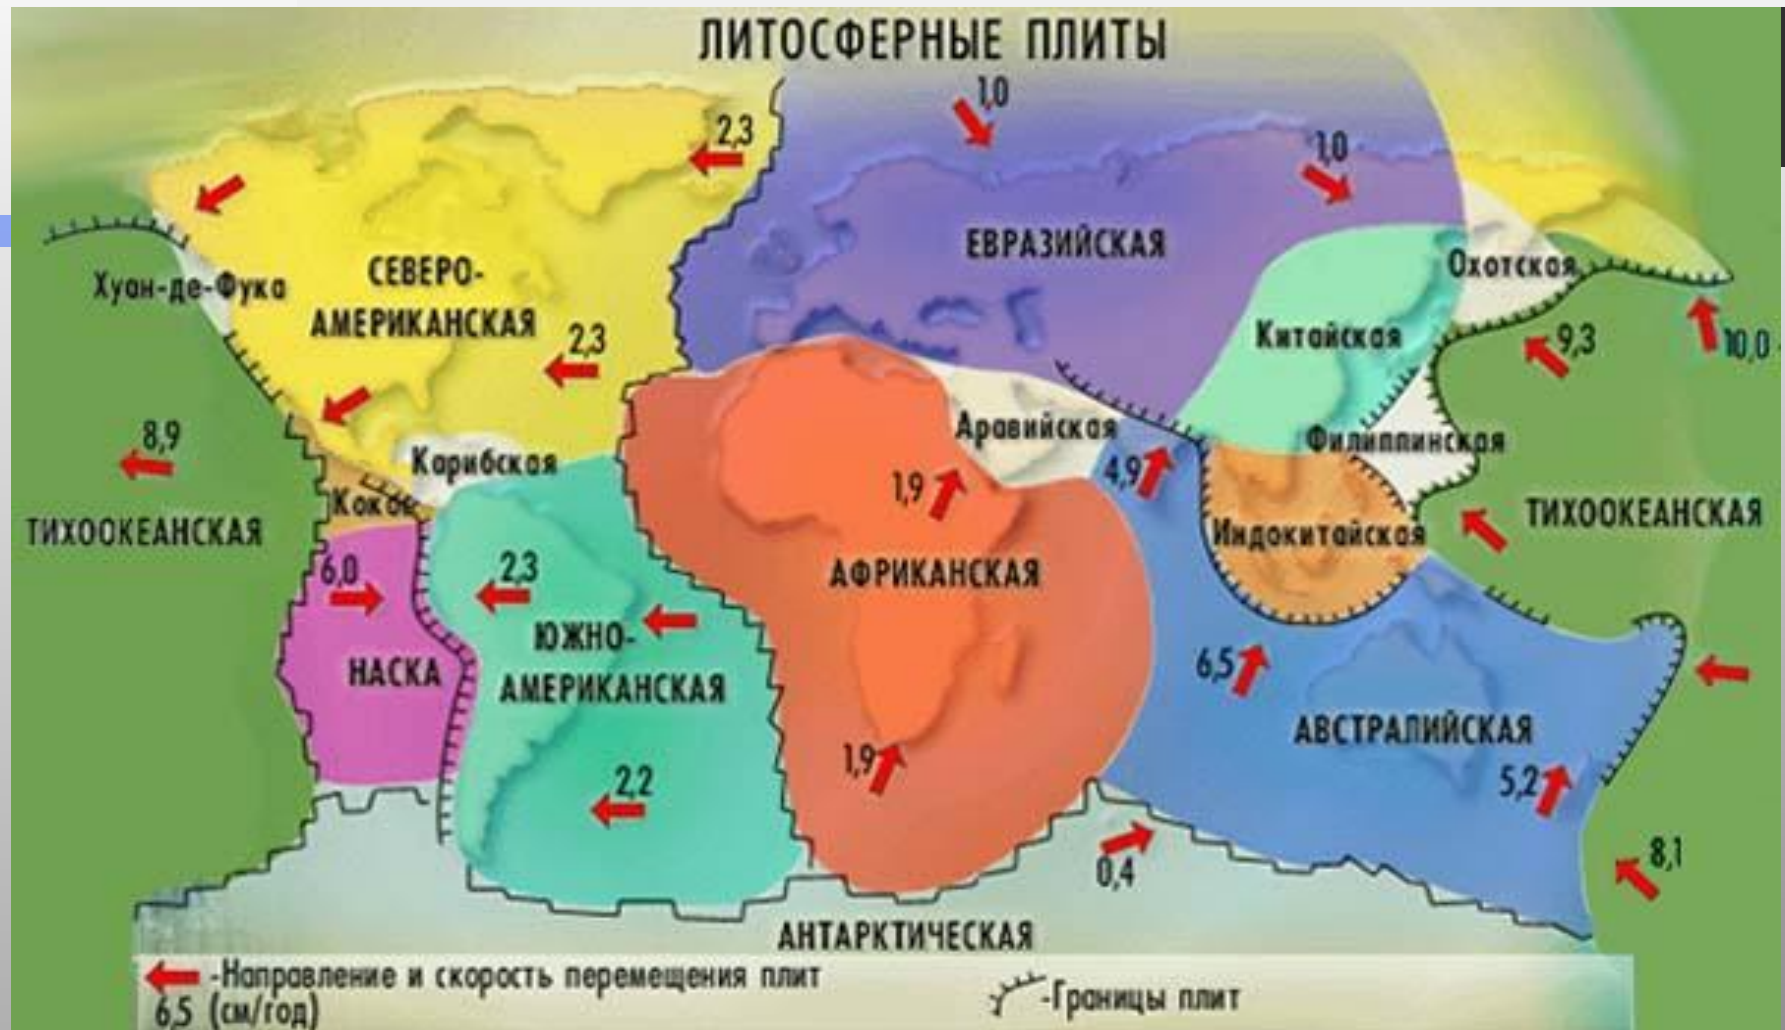 ЛИТОСФЕРНЫЕ ПЛИТЫ
1,0
2,3
1,0
ЕВРАЗИЙСКАЯ
Охотская
Хуан-де-Фука
СЕВЕРО-
АМЕРИКАНСКАЯ
2,3
Китайская
9,3
10,0
8,9
Карибская
Аравийская
4,9
Филиппинская
Кокос
1,9
ТИХООКЕАНСКАЯ
ТИХООКЕАНСКАЯ
Индокитайская
6,0
2,3
АФРИКАНСКАЯ
ЮЖНО-
АМЕРИКАНСКАЯ
НАСКА
6,5
АВСТРАЛИЙСКАЯ
1,9
2,2
5,2
0,4
8,1
АНТАРКТИЧЕСКАЯ
-Направление и скорость перемещения плит
6,5 (см/год)
-Границы плит